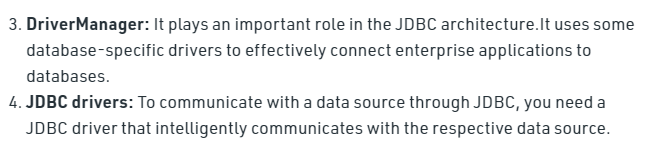 3. DriverManager: It plays an important role in the JDBC architecture.It uses some
database-specific drivers to effectively connect enterprise applications to
databases.
4. JDBC drivers: To communicate with a data source through JDBC, you need a
JDBC driver that intelligently communicates with the respective data source.